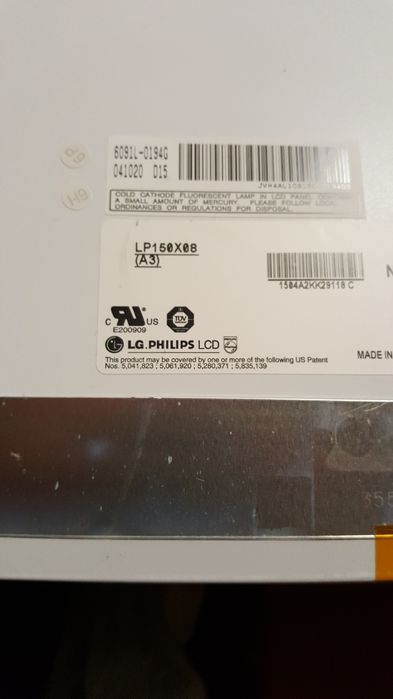 6091L-0194G
041020 D15
COLD CATHODE FLUORESCENT LAMP IN LCD PANEL
A SMALL AMOUNT OF MERCURY. PLEASE FOLLOW LOCAL
ORDINANCES OR REGULATIONS FOR DISPOSAL.
LP150X08
(A3)
1504A2KK29118 C
C US
E200909
TÜV
LG.PHILIPS LCD
MADE IN
This product may be covered by one or more of the following US Patent
Nos. 5,041,823 ; 5,061,920 ; 5,280,371 ; 5,835,139